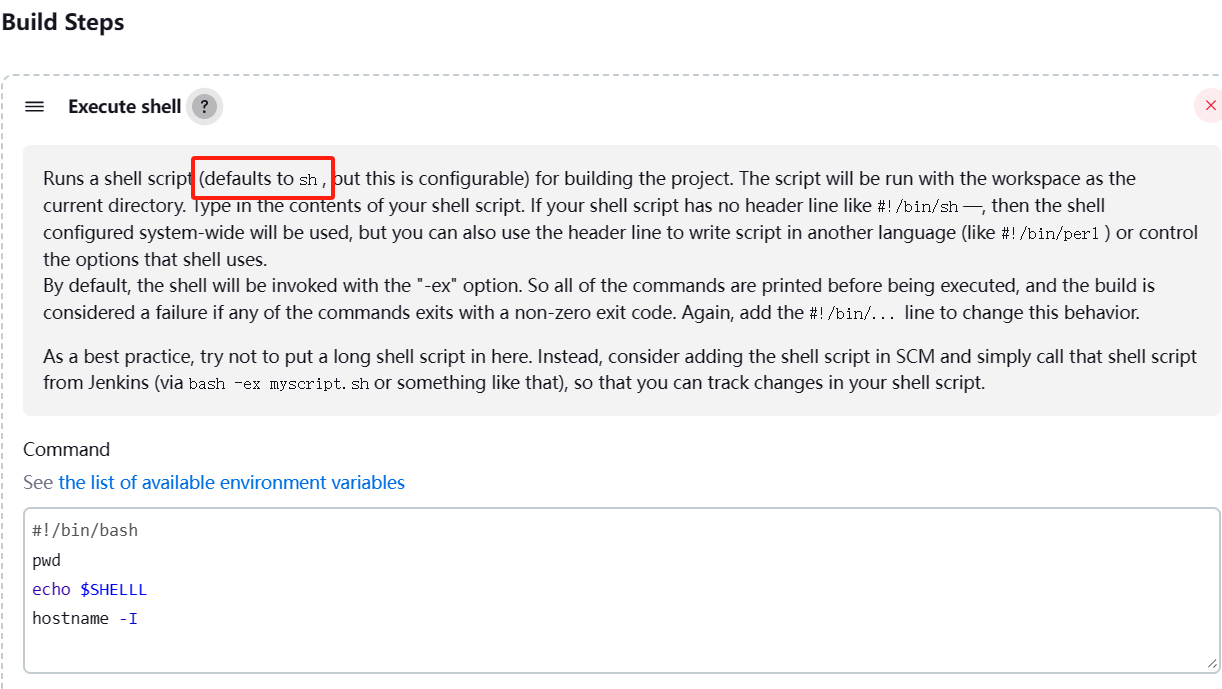 Build Steps
Execute shell ?
Runs a shell script (defaults to sh , but this is configurable) for building the project. The script will be run with the workspace as the
current directory. Type in the contents of your shell script. If your shell script has no header line like #!/bin/sh —, then the shell
configured system-wide will be used, but you can also use the header line to write script in another language (like #!/bin/perl ) or control
the options that shell uses.
By default, the shell will be invoked with the "-ex" option. So all of the commands are printed before being executed, and the build is
considered a failure if any of the commands exits with a non-zero exit code. Again, add the #!/bin/... line to change this behavior.
As a best practice, try not to put a long shell script in here. Instead, consider adding the shell script in SCM and simply call that shell script
from Jenkins (via bash -ex myscript.sh or something like that), so that you can track changes in your shell script.
Command
See the list of available environment variables
#!/bin/bash
pwd
echo $SHELLL
hostname -I